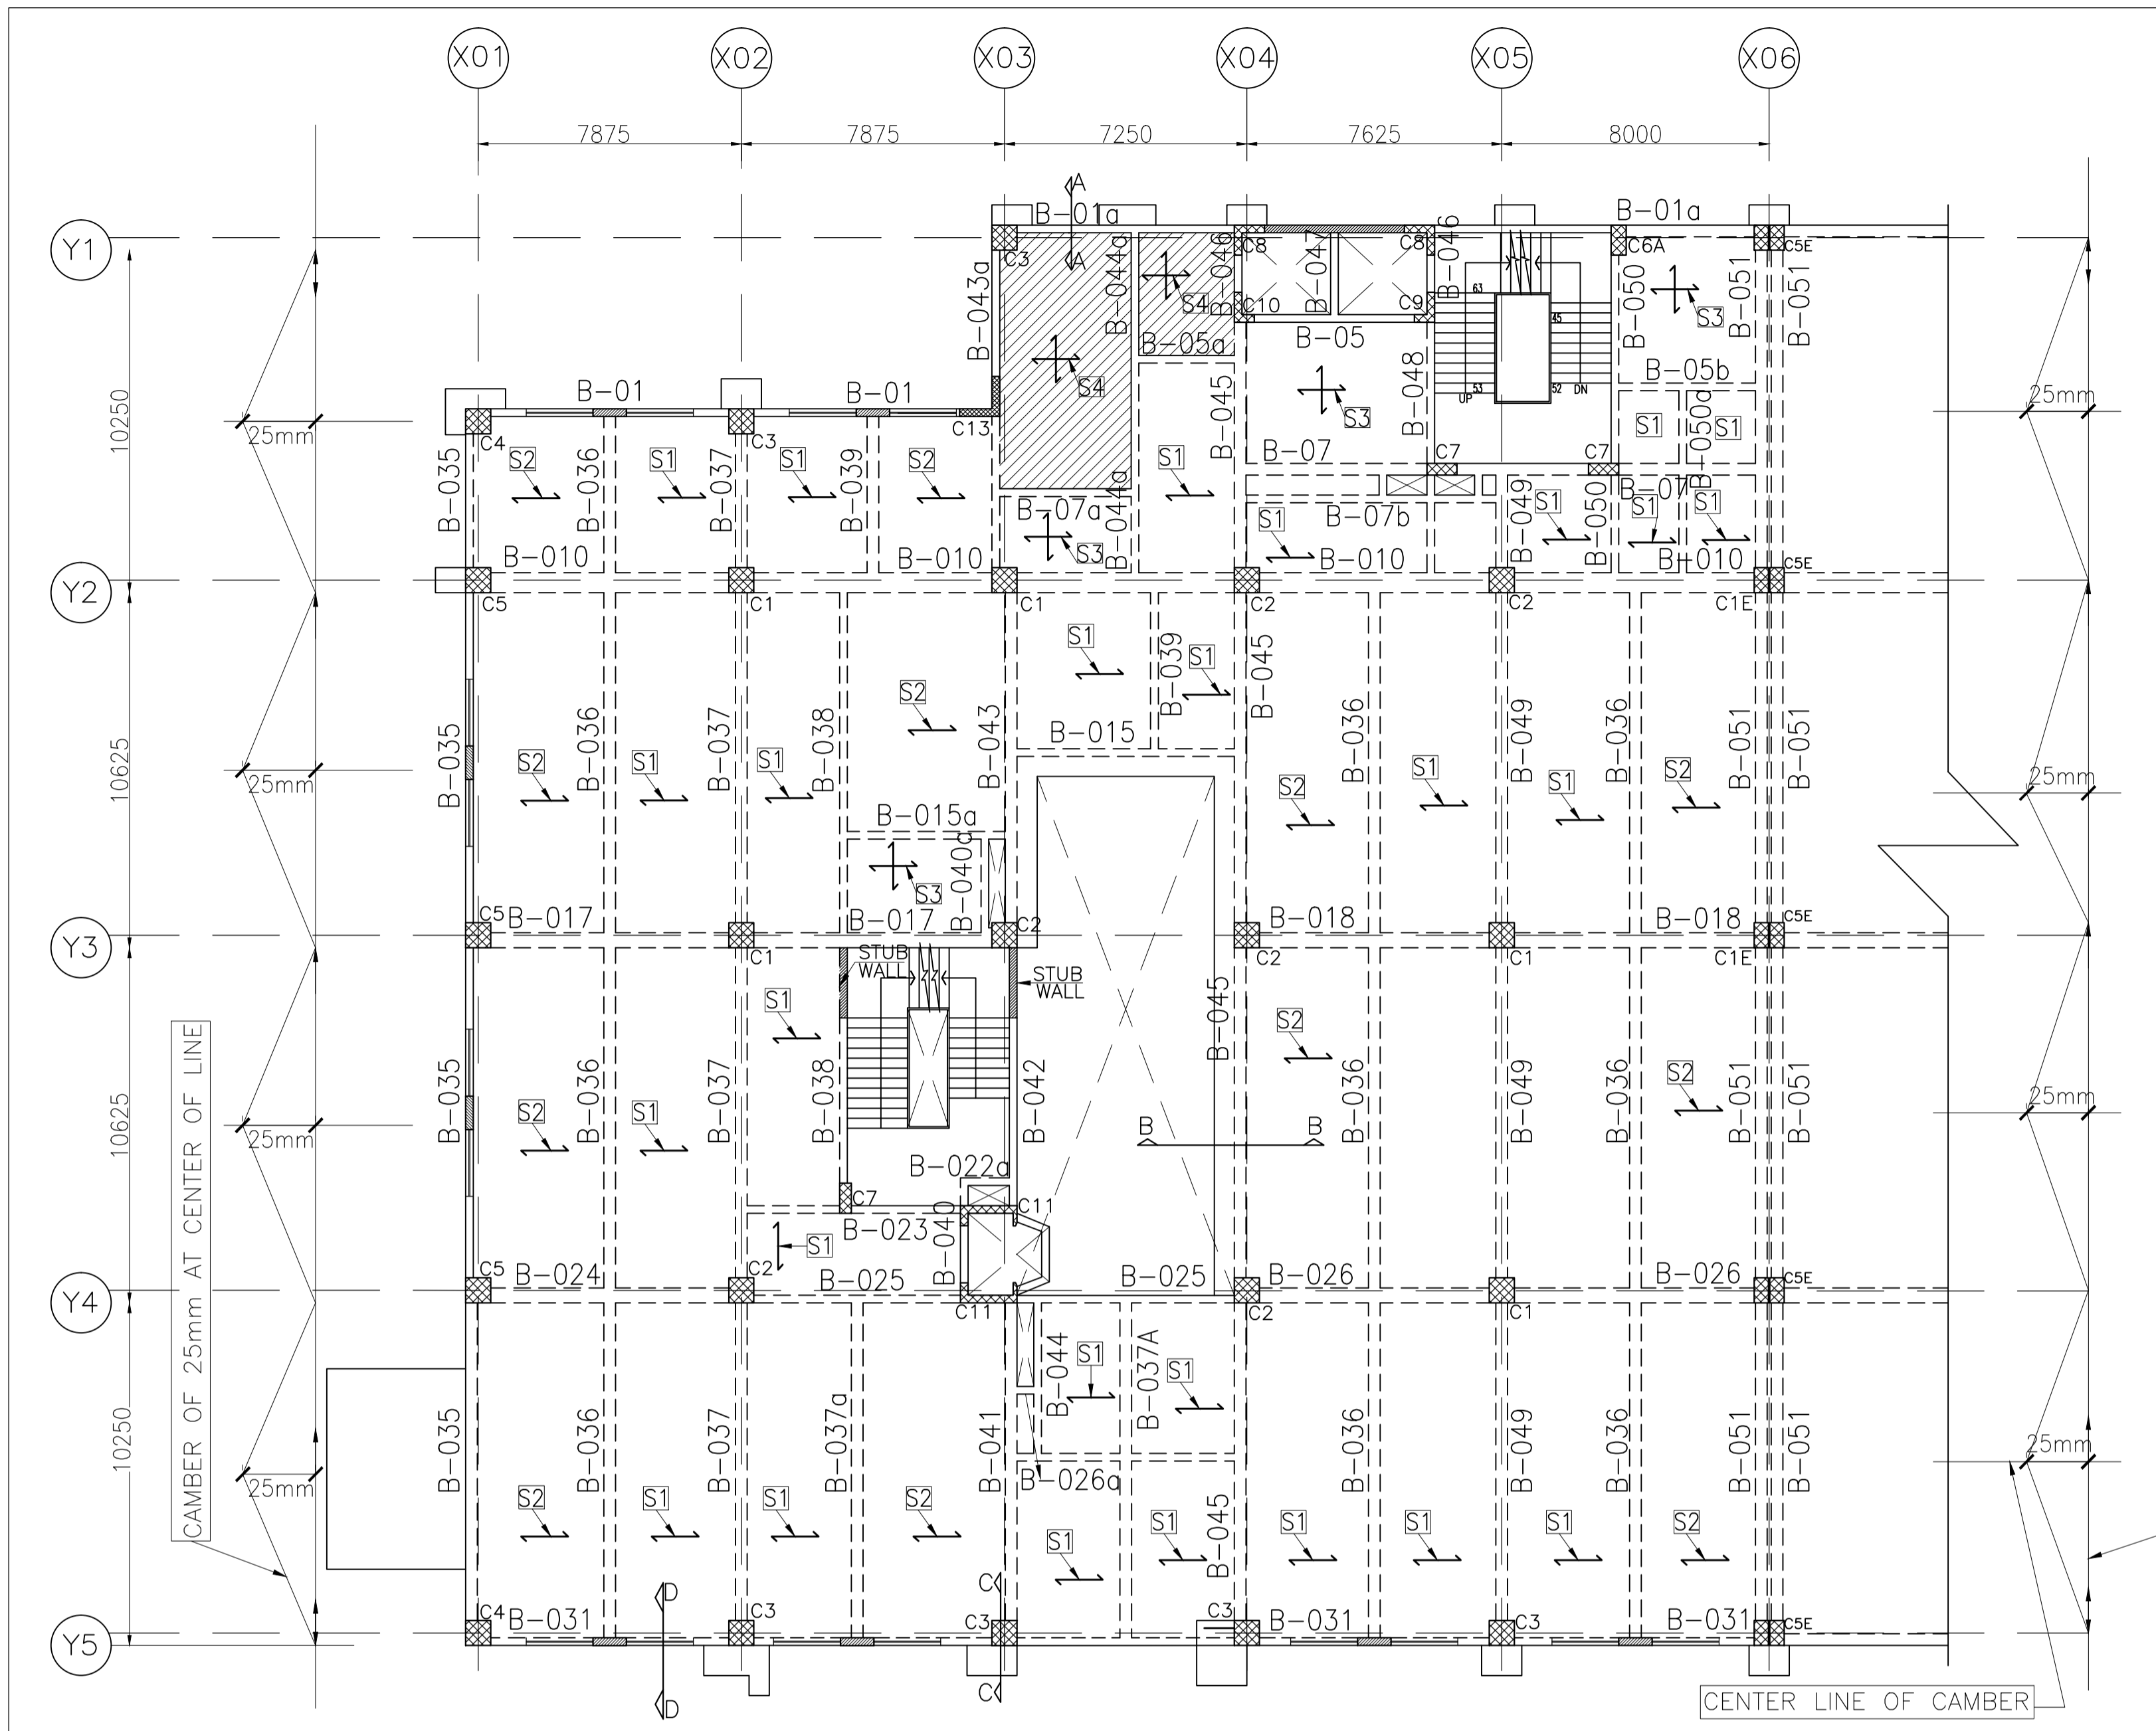 X01 X02 X03 X04 X05 X06
7875 7875 7250 7625 8000
A
B-01a B-01a
Y1
C3 C8 C8 C6A C5E
A
B-043a B-044a S4 B-046 B-047 B-046 B-050 S3 B-051 B-051
C10 C9 63 45
B-05a B-05
10250
S4 S3 B-048 53 52 UP DN B-05b
B-01 B-01
25mm 25mm
C4 C3 C13 B-045 B-07 C7 C7 S1 S1 B-050a
B-035 S2 B-036 S1 B-037 S1 B-039 S2 S1
B-07a B-044a S3 B-07b S1 B-049 S1 B-050 B-07 S1 S1
B-010 B-010 B-010 B-010
Y2
C5 C1 C1 C2 C2 C1E C5E
S1 B-039 S1 B-045
S2
B-015
10625
B-035 S2 B-036 S1 B-037 S1 B-038 B-043 S2 B-036 S1 B-049 S1 B-036 S2 B-051 B-051
25mm 25mm
B-015a
S3 B-040a
Y3
C5 B-017 B-017 C2 B-018 B-018 C5E
C1 C2 C1 C1E
STUB
WALL
STUB
WALL
S1 B-045 S2
10625
B-035 S2 B-036 S1 B-037 B-038 B-042 B-036 B-049 B-036 S2 B-051 B-051
25mm 25mm
B B
B-022a
C7 C11
B-023 B-040
S1
Y4
C5 B-024 C2 B-025 B-025 B-026 B-026 C5E
C11 C2 C1
B-044 S1 B-037A S1
10250
B-035 B-036 B-037 B-037a B-041 B-036 B-049 B-036 B-051 B-051
25mm 25mm
B-026a
S2 S1 S1 S2 S1 S1 B-045 S1 S1 S1 S2
D C
Y5
C4 B-031 C3 C3 C3 B-031 C3 B-031 C5E
D C
CAMBER OF 25mm AT CENTER OF LINE
CENTER LINE OF CAMBER